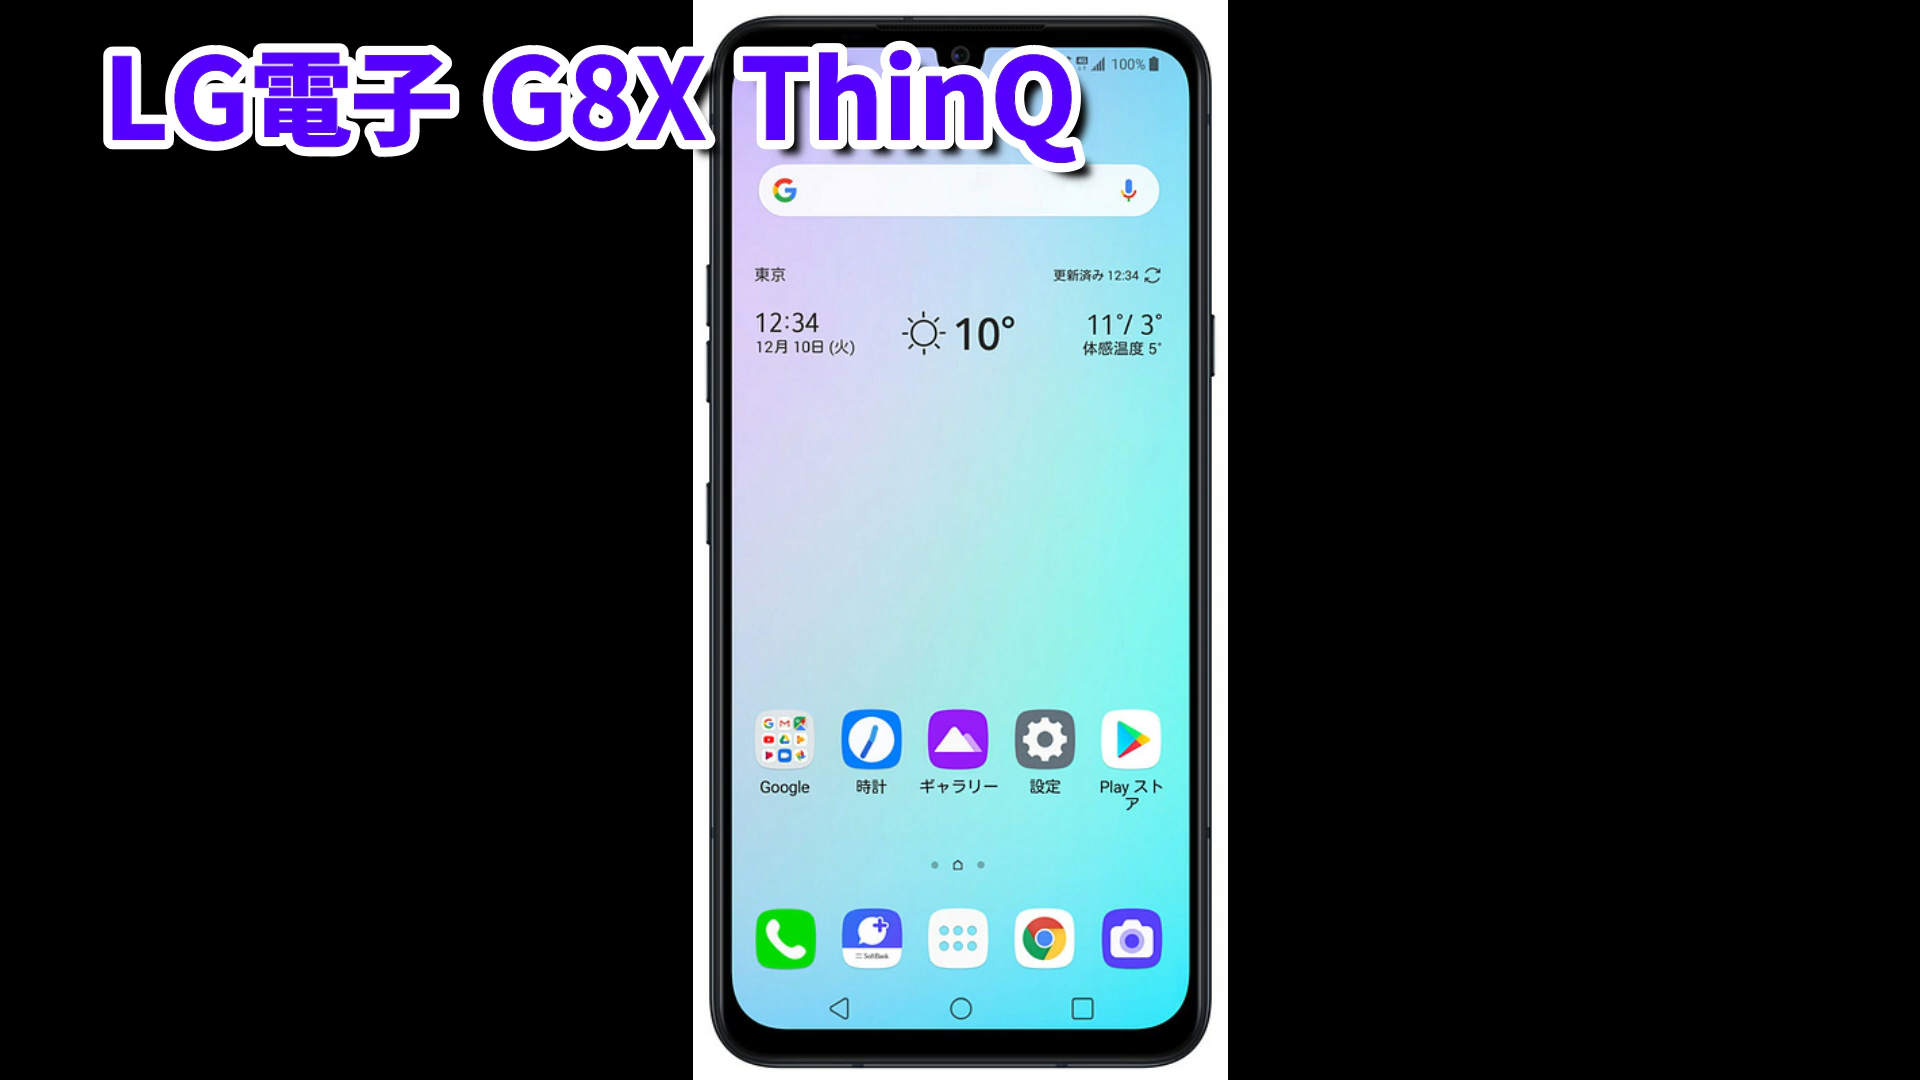 LG電子 G8X ThinQ
4G 100%
東京
更新済み 12:34
12:34
12月 10日 (火)
10°
11°/ 3°
体感温度 5°
Google
時計
ギャラリー
設定
Play スト
ア
SoftBank